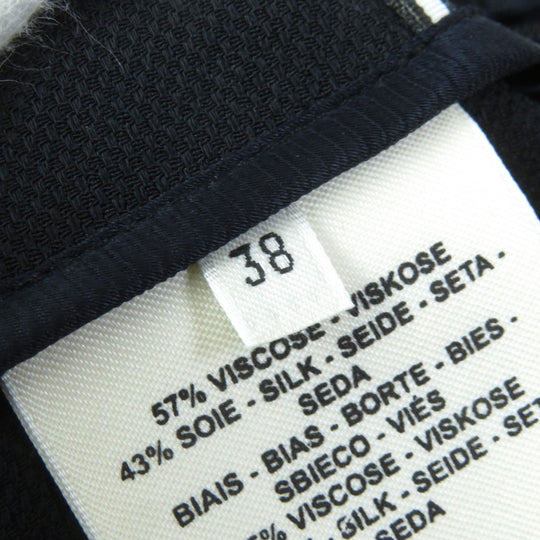 38
57% VISCOSE - VISKOSE
43% SOIE - SILK - SEIDE - SETA -
SEDA
BIAIS - BIAS - BORTE - BIES -
SBIECO - VIÉS
% VISCOSE - VISKOSE
SILK - SEIDE - SET
SEDA